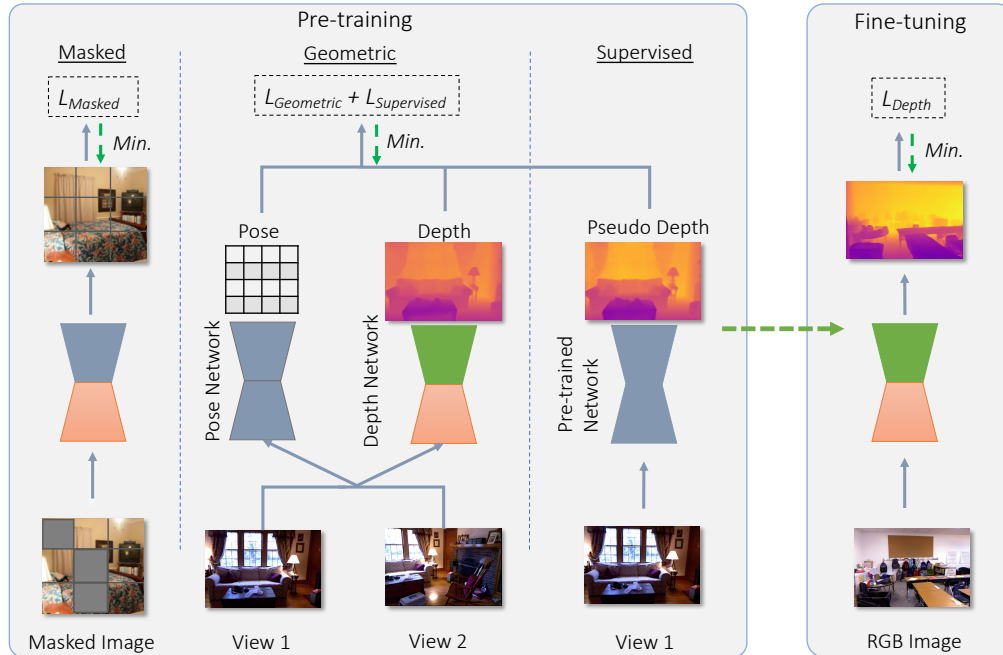 Pre-training
Fine-tuning
Masked
Geometric
Supervised
L_Masked
L_Geometric + L_Supervised
L_Depth
Min.
Min.
Min.
Pose
Depth
Pseudo Depth
Pose Network
Depth Network
Pre-trained
Network
Masked Image
View 1
View 2
View 1
RGB Image